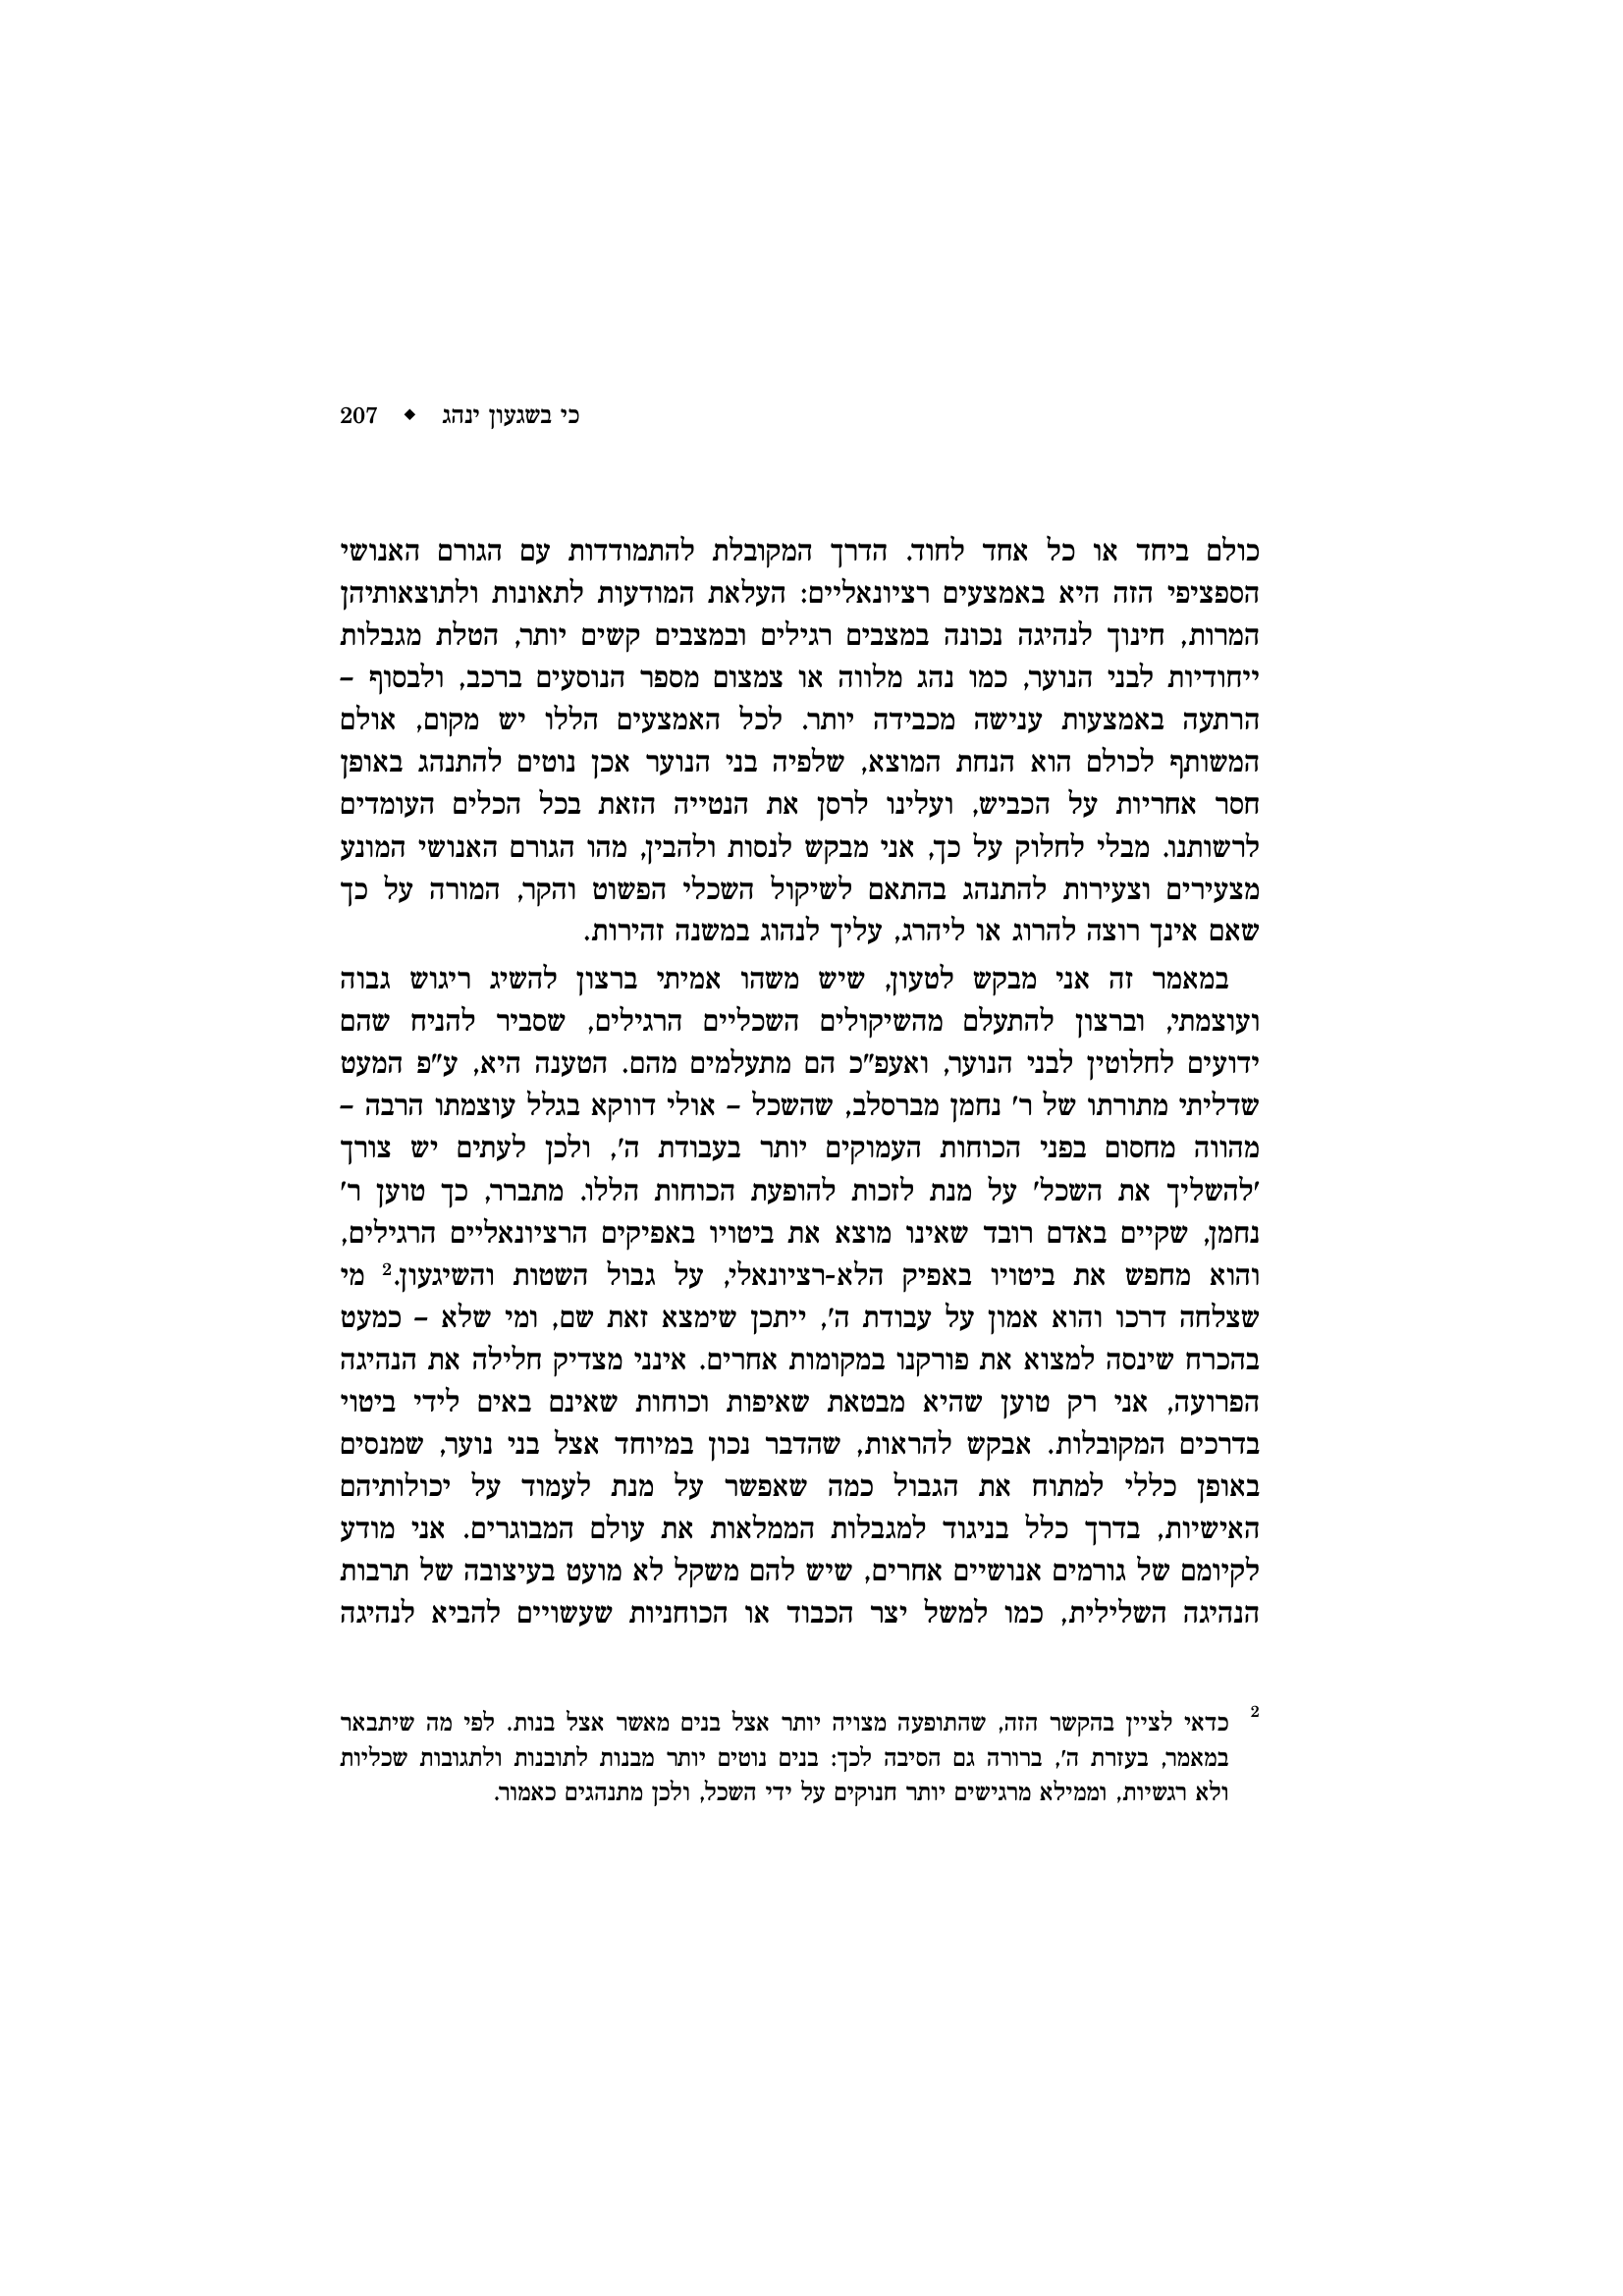 כי בשגעון ינהג ◆ 207
כולם ביחד או כל אחד לחוד. הדרך המקובלת להתמודדות עם הגורם האנושי
הספציפי הזה היא באמצעים רציונאליים: העלאת המודעות לתאונות ולתוצאותיהן
המרות, חינוך לנהיגה נכונה במצבים רגילים ובמצבים קשים יותר, הטלת מגבלות
ייחודיות לבני הנוער, כמו נהג מלווה או צמצום מספר הנוסעים ברכב, ולבסוף –
הרתעה באמצעות ענישה מכבידה יותר. לכל האמצעים הללו יש מקום, אולם
המשותף לכולם הוא הנחת המוצא, שלפיה בני הנוער אכן נוטים להתנהג באופן
חסר אחריות על הכביש, ועלינו לרסן את הנטייה הזאת בכל הכלים העומדים
לרשותנו. מבלי לחלוק על כך, אני מבקש לנסות ולהבין, מהו הגורם האנושי המונע
מצעירים וצעירות להתנהג בהתאם לשיקול השכלי הפשוט והקר, המורה על כך
שאם אינך רוצה להרוג או ליהרג, עליך לנהוג במשנה זהירות.
במאמר זה אני מבקש לטעון, שיש משהו אמיתי ברצון להשיג ריגוש גבוה
ועוצמתי, וברצון להתעלם מהשיקולים השכליים הרגילים, שסביר להניח שהם
ידועים לחלוטין לבני הנוער, ואעפ"כ הם מתעלמים מהם. הטענה היא, ע"פ המעט
שדליתי מתורתו של ר' נחמן מברסלב, שהשכל – אולי דווקא בגלל עוצמתו הרבה –
מהווה מחסום בפני הכוחות העמוקים יותר בעבודת ה', ולכן לעתים יש צורך
'להשליך את השכל' על מנת לזכות להופעת הכוחות הללו. מתברר, כך טוען ר'
נחמן, שקיים באדם רובד שאינו מוצא את ביטויו באפיקים הרציונאליים הרגילים,
והוא מחפש את ביטויו באפיק הלא-רציונאלי, על גבול השטות והשיגעון.2 מי
שצלחה דרכו והוא אמון על עבודת ה', ייתכן שימצא זאת שם, ומי שלא – כמעט
בהכרח שינסה למצוא את פורקנו במקומות אחרים. אינני מצדיק חלילה את הנהיגה
הפרועה, אני רק טוען שהיא מבטאת שאיפות וכוחות שאינם באים לידי ביטוי
בדרכים המקובלות. אבקש להראות, שהדבר נכון במיוחד אצל בני נוער, שמנסים
באופן כללי למתוח את הגבול כמה שאפשר על מנת לעמוד על יכולותיהם
האישיות, בדרך כלל בניגוד למגבלות הממלאות את עולם המבוגרים. אני מודע
לקיומם של גורמים אנושיים אחרים, שיש להם משקל לא מועט בעיצובה של תרבות
הנהיגה השלילית, כמו למשל יצר הכבוד או הכוחניות שעשויים להביא לנהיגה
2 כדאי לציין בהקשר הזה, שהתופעה מצויה יותר אצל בנים מאשר אצל בנות. לפי מה שיתבאר
במאמר, בעזרת ה', ברורה גם הסיבה לכך: בנים נוטים יותר מבנות לתובנות ולתגובות שכליות
ולא רגשיות, וממילא מרגישים יותר חנוקים על ידי השכל, ולכן מתנהגים כאמור.